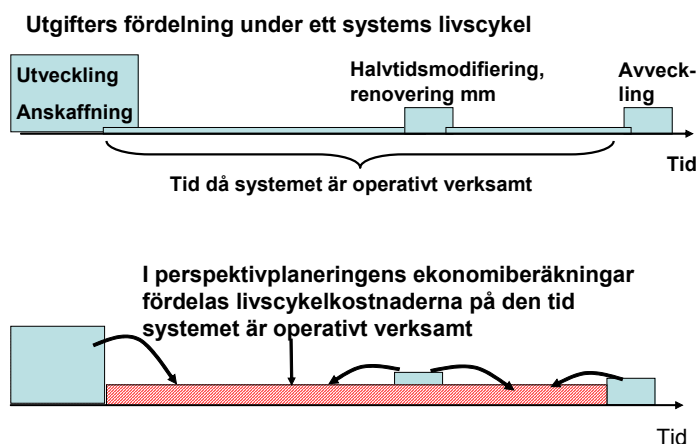 Utgifters fördelning under ett systems livscykel
Utveckling
Anskaffning
Halvtidsmodifiering,
renovering mm
Avveck-
ling
Tid
Tid då systemet är operativt verksamt
I perspektivplaneringens ekonomiberäkningar
fördelas livscykelkostnaderna på den tid
systemet är operativt verksamt
Tid